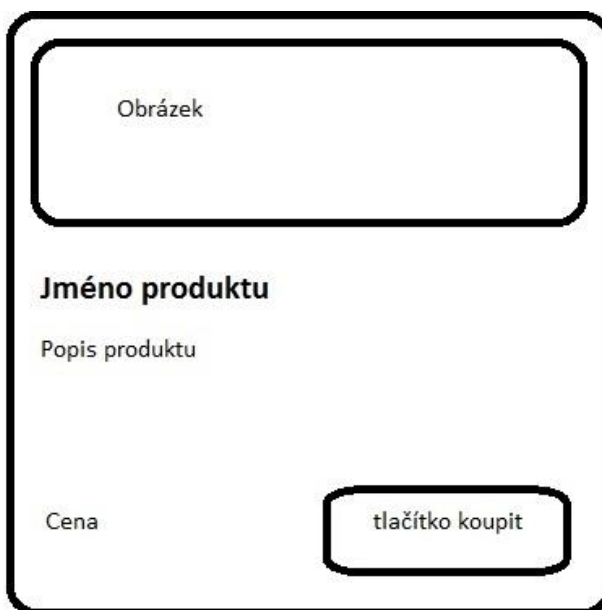 Obrázek
Jméno produktu
Popis produktu
Cena
tlačítko koupit